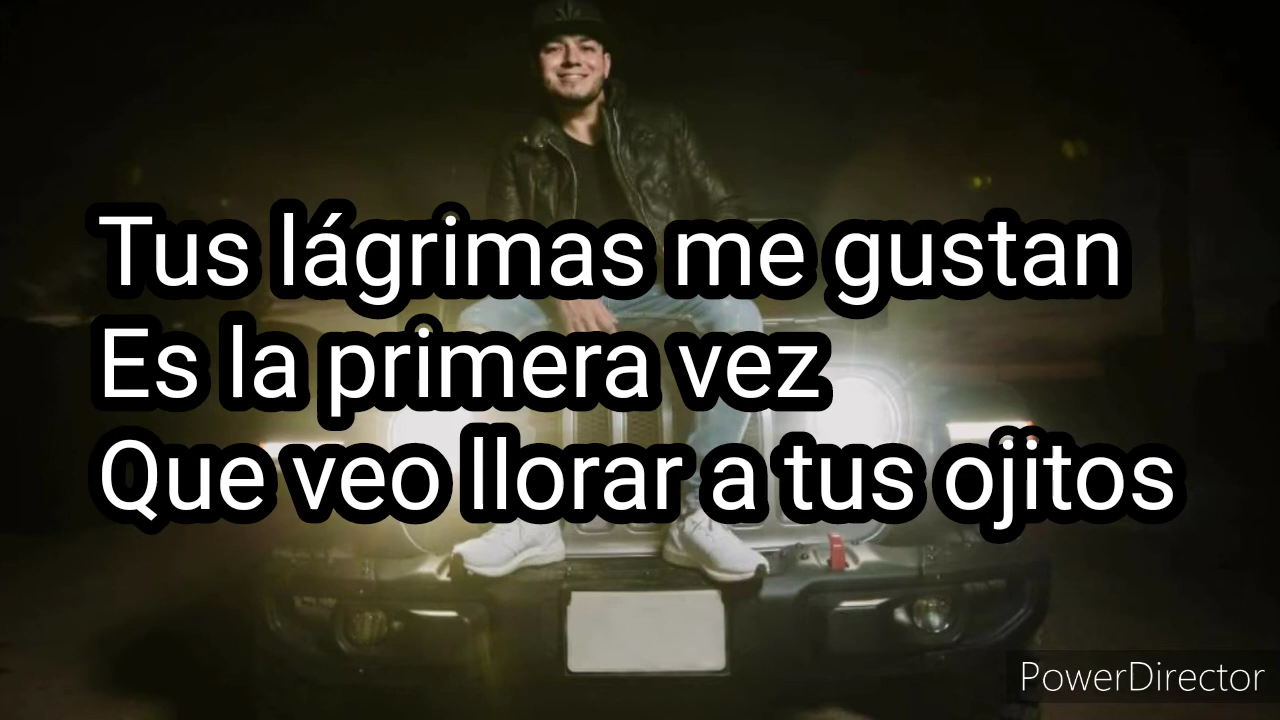 Tus lágrimas me gustan
Es la primera vez
Que veo llorar a tus ojitos
PowerDirector